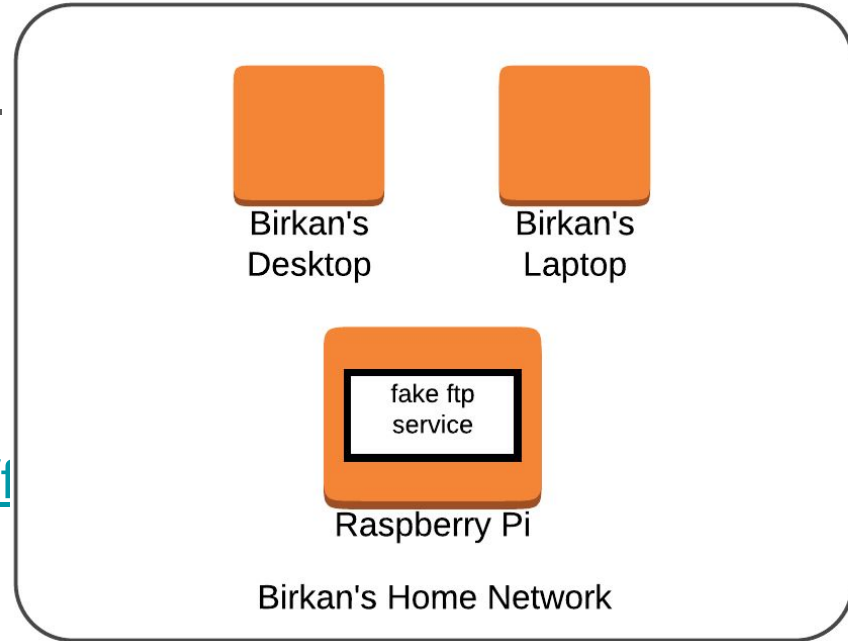 Birkan's
Desktop
Birkan's
Laptop
fake ftp
service
Raspberry Pi
Birkan's Home Network